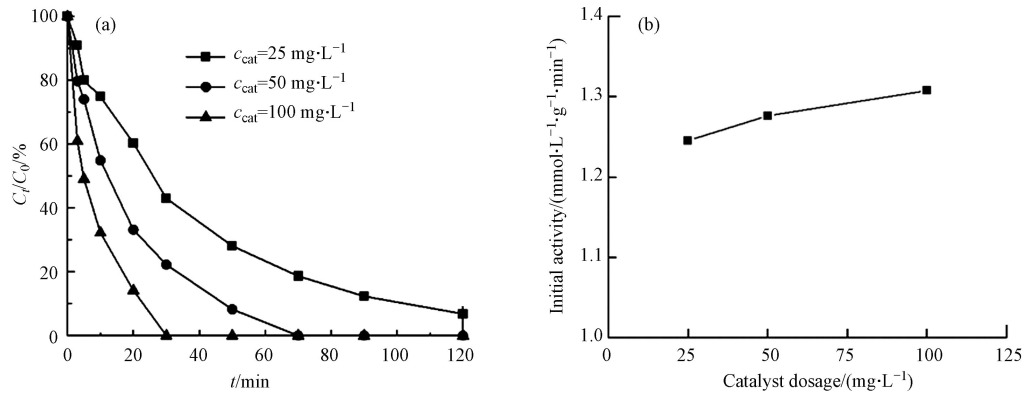 (a)
c_cat=25 mg·L⁻¹
c_cat=50 mg·L⁻¹
c_cat=100 mg·L⁻¹
C_t/C_0/%
100
80
60
40
20
0
0 20 40 60 80 100 120
t/min
(b)
Initial activity/(mmol·L⁻¹·g⁻¹·min⁻¹)
1.4
1.3
1.2
1.1
1.0
0 25 50 75 100 125
Catalyst dosage/(mg·L⁻¹)